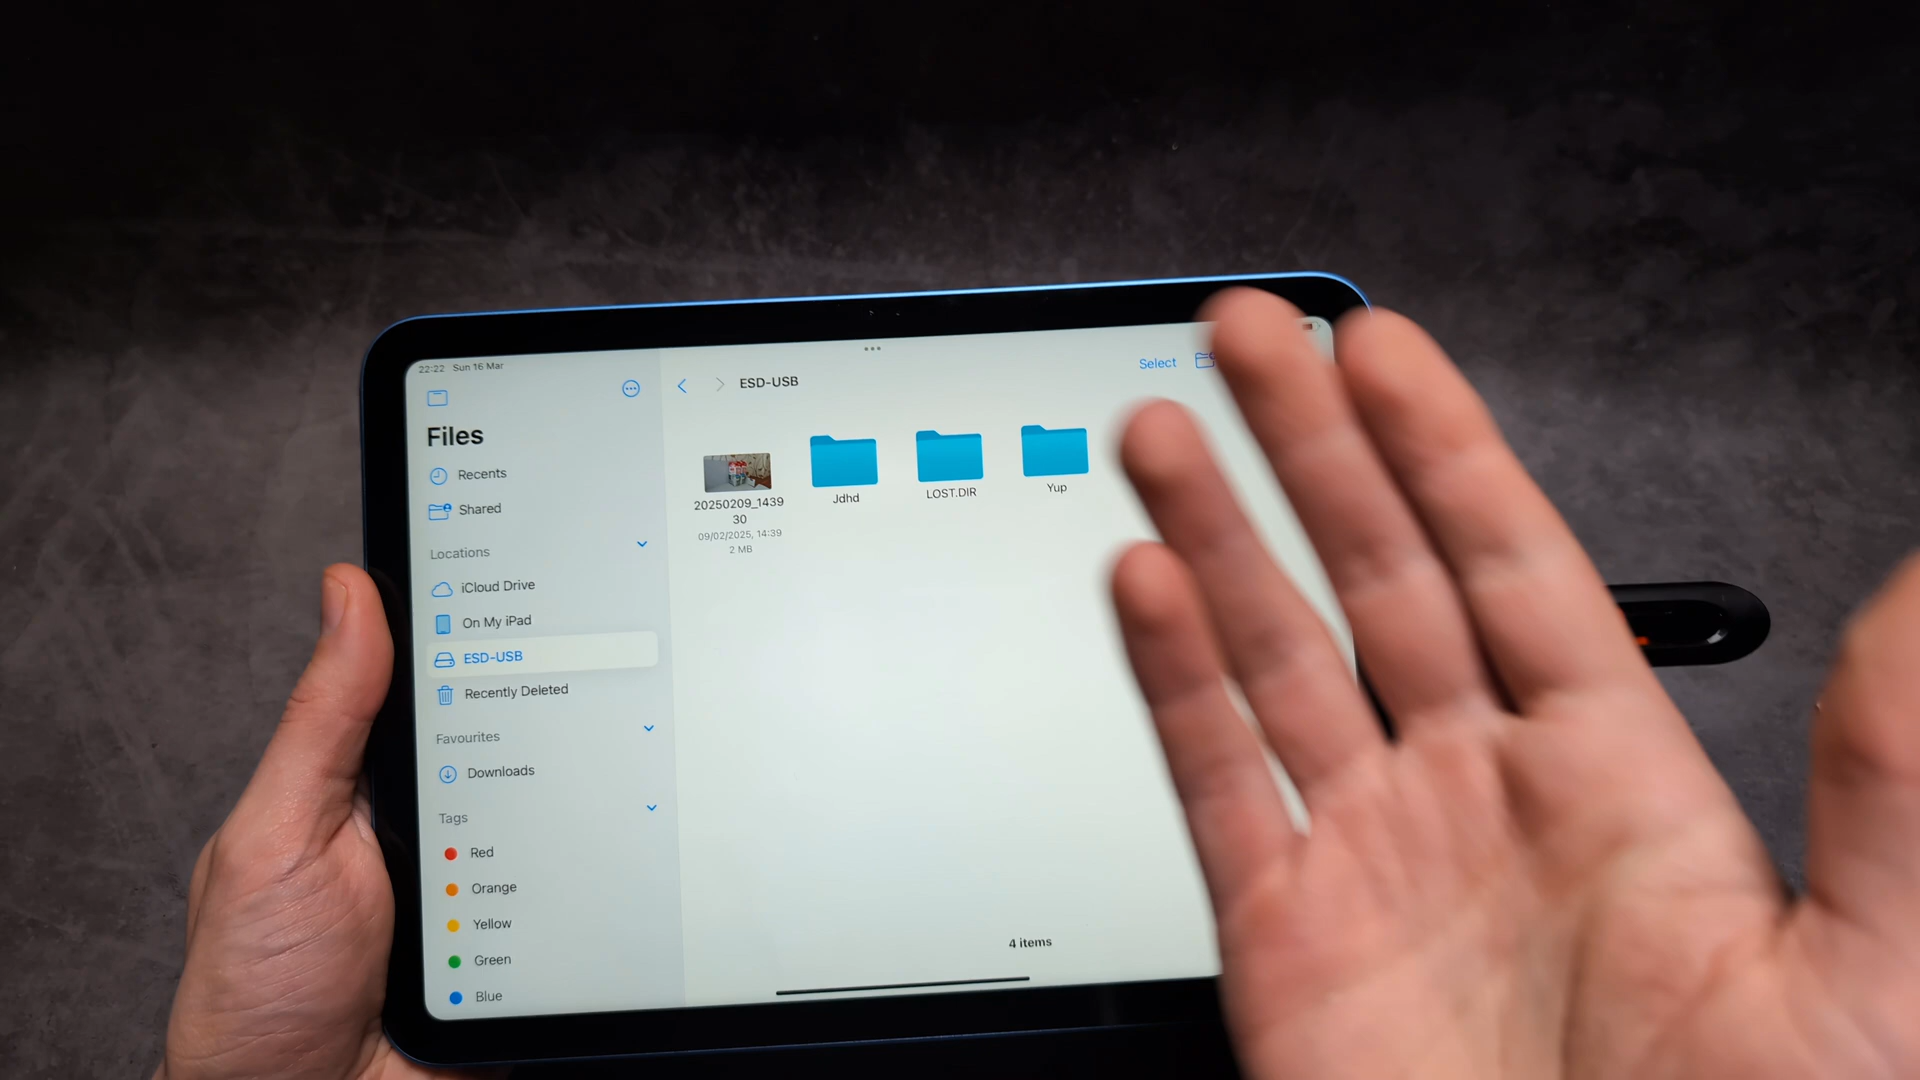 22:22 Sun 16 Mar
Files
Recents
Shared
Locations
iCloud Drive
On My iPad
ESD-USB
Recently Deleted
Favourites
Downloads
Tags
Red
Orange
Yellow
Green
Blue
ESD-USB
Select
20250209_1439
30
09/02/2025, 14:39
2 MB
Jdhd
LOST.DIR
Yup
4 items